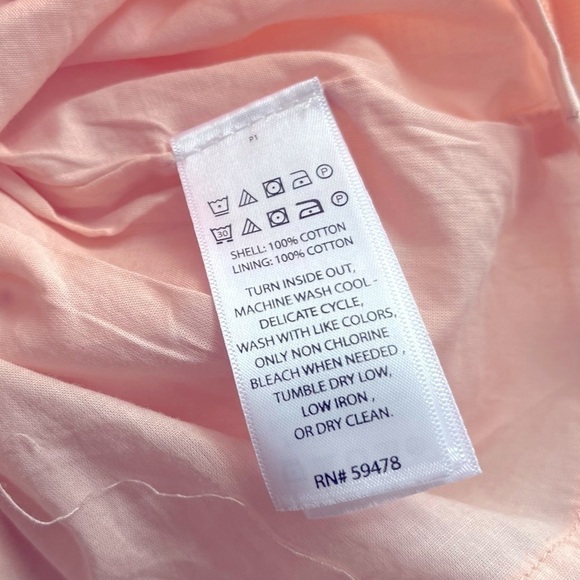 P1
P
30 P
SHELL: 100% COTTON
LINING: 100% COTTON
TURN INSIDE OUT,
MACHINE WASH COOL -
DELICATE CYCLE,
WASH WITH LIKE COLORS,
ONLY NON CHLORINE
BLEACH WHEN NEEDED ,
TUMBLE DRY LOW,
LOW IRON ,
OR DRY CLEAN.
RN# 59478